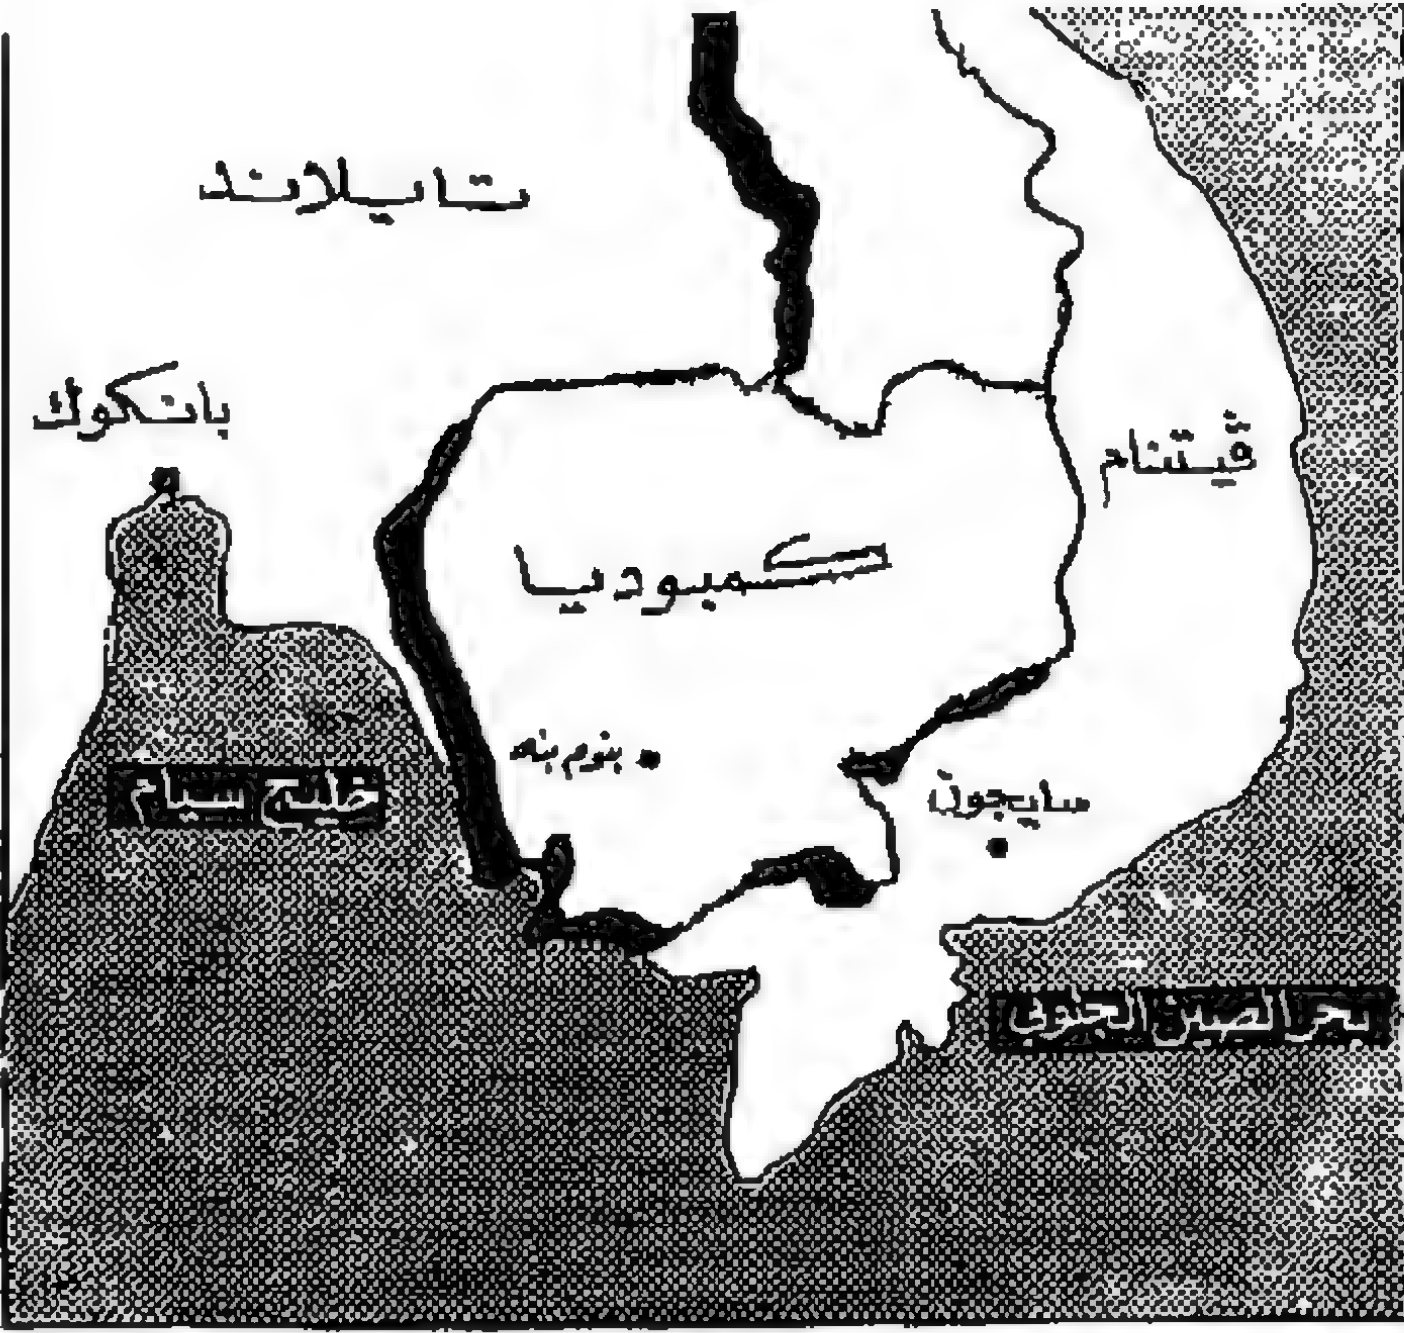 تايلاند
بانكوك
ڤيتنام
كمبوديا
بنوم بنه
سايجون
خليج سيام
بحر الصين الجنوبي